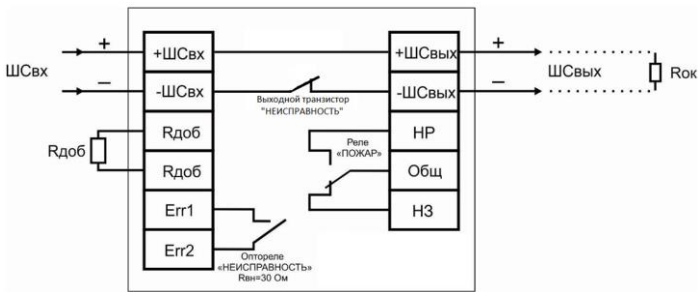 +
+ШСвх
+ШСвых
+
ШСвх
ШСвых
Rок
–
-ШСвх
Выходной транзистор
"НЕИСПРАВНОСТЬ"
-ШСвых
–
Rдоб
Rдоб
Реле
«ПОЖАР»
НР
Rдоб
Общ
Err1
НЗ
Err2
Оптореле
«НЕИСПРАВНОСТЬ»
Rвн=30 Ом